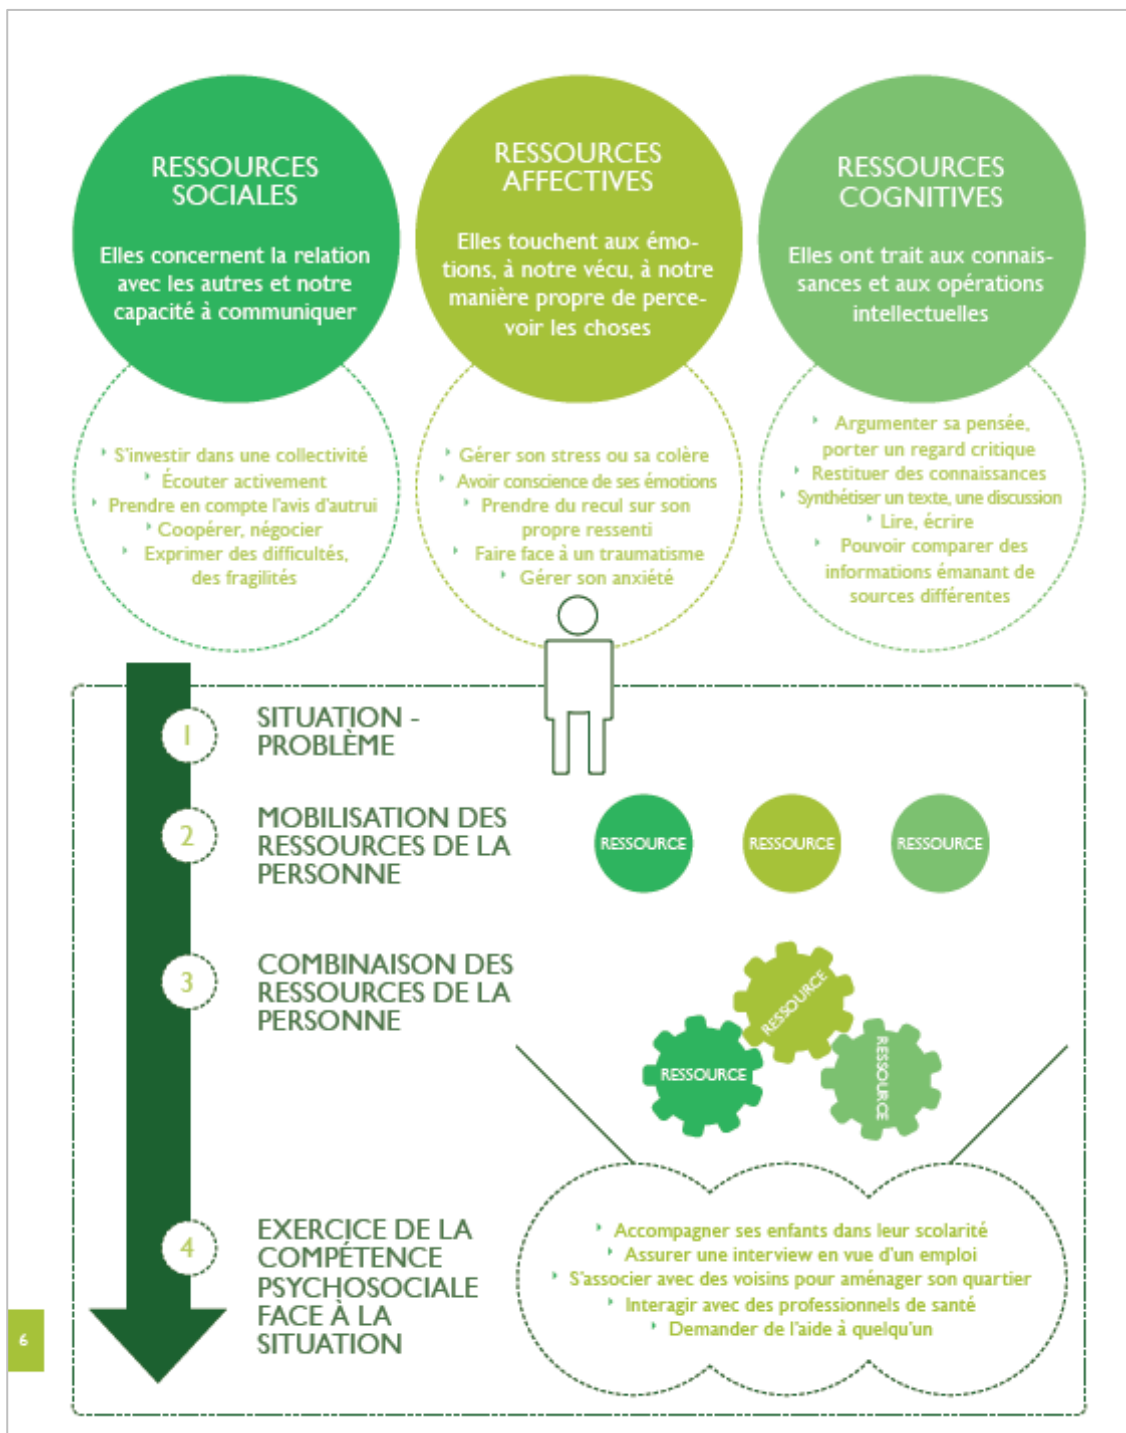 RESSOURCES
SOCIALES
Elles concernent la relation
avec les autres et notre
capacité à communiquer
RESSOURCES
AFFECTIVES
Elles touchent aux émo-
tions, à notre vécu, à notre
manière propre de perce-
voir les choses
RESSOURCES
COGNITIVES
Elles ont trait aux connais-
sances et aux opérations
intellectuelles
S'investir dans une collectivité
Écouter activement
Prendre en compte l'avis d'autrui
Coopérer, négocier
Exprimer des difficultés,
des fragilités
Gérer son stress ou sa colère
Avoir conscience de ses émotions
Prendre du recul sur son
propre ressenti
Faire face à un traumatisme
Gérer son anxiété
Argumenter sa pensée,
porter un regard critique
Restituer des connaissances
Synthétiser un texte, une discussion
Lire, écrire
Pouvoir comparer des
informations émanant de
sources différentes
1
SITUATION -
PROBLÈME
2
MOBILISATION DES
RESSOURCES DE LA
PERSONNE
RESSOURCE
RESSOURCE
RESSOURCE
3
COMBINAISON DES
RESSOURCES DE LA
PERSONNE
RESSOURCE
RESSOURCE
RESSOURCE
4
EXERCICE DE LA
COMPÉTENCE
PSYCHOSOCIALE
FACE À LA
SITUATION
Accompagner ses enfants dans leur scolarité
Assurer une interview en vue d'un emploi
S'associer avec des voisins pour aménager son quartier
Interagir avec des professionnels de santé
Demander de l'aide à quelqu'un
6